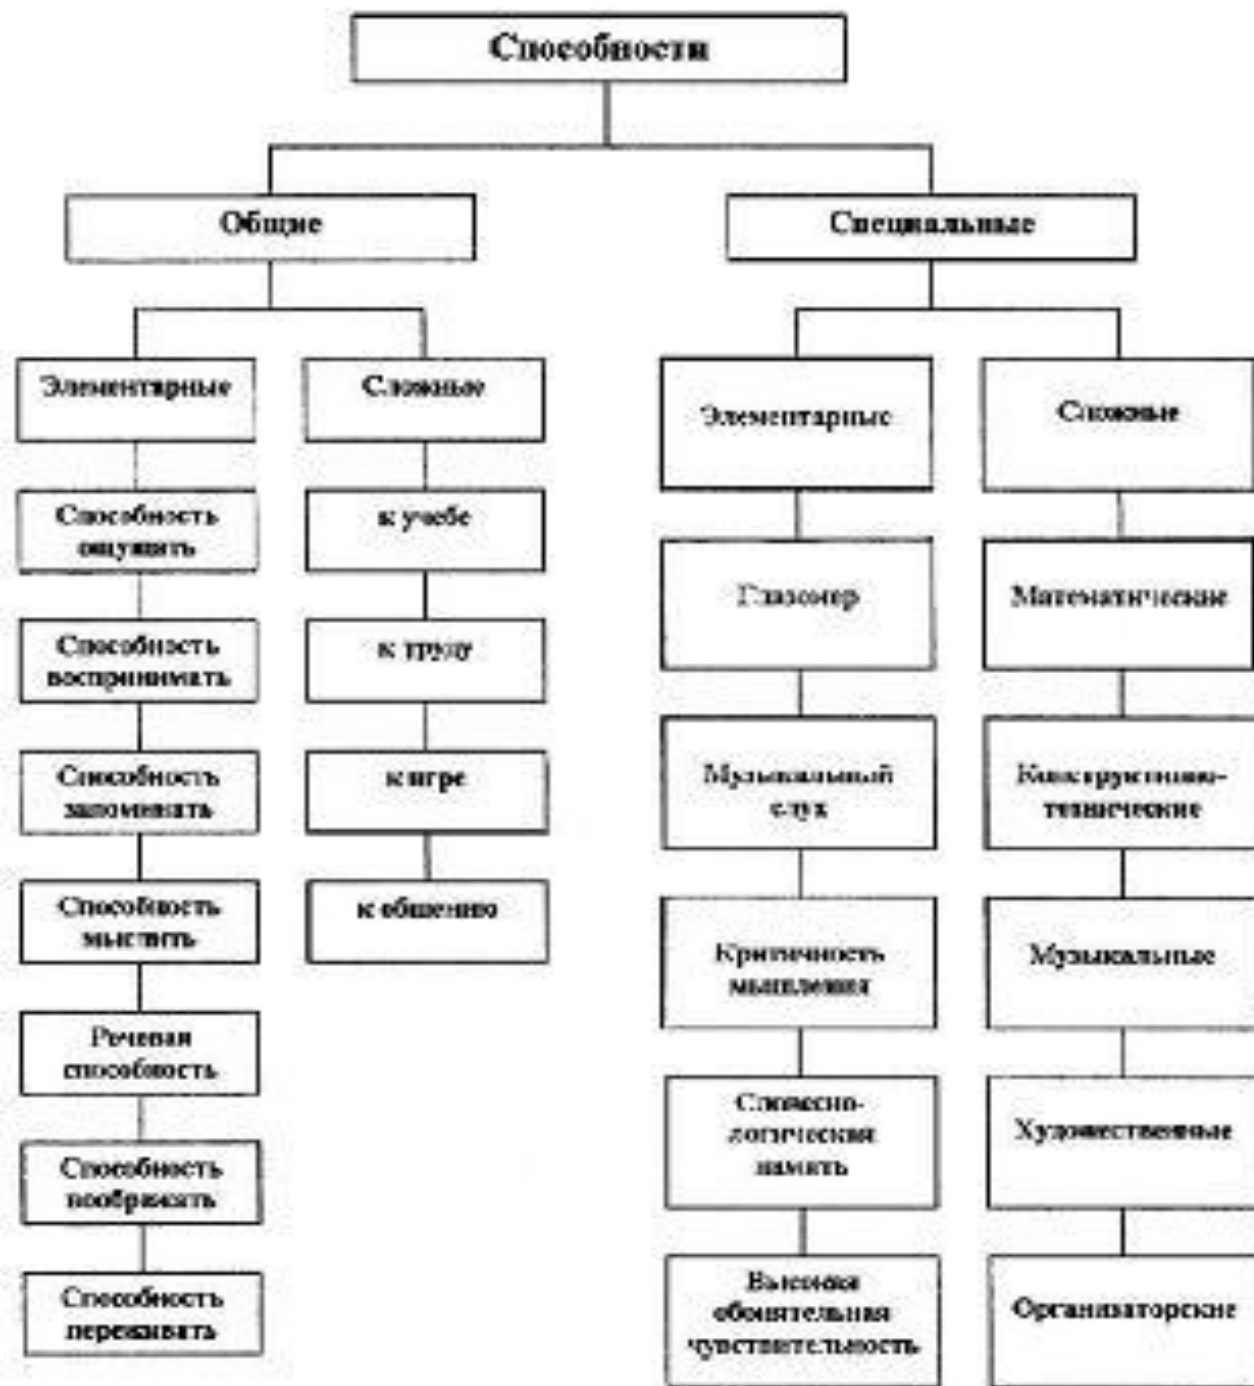 Способности
Общие
Специальные
Элементарные
Сложные
Способность
ощущать
к учебе
Способность
воспринимать
к труду
Способность
запоминать
к игре
Способность
мыслить
к общению
Речевая
способность
Способность
воображать
Способность
переживать
Элементарные
Сложные
Глазомер
Математические
Музыкальный
слух
Конструктивно-
технические
Критичность
мышления
Музыкальные
Словесно-
логическая
память
Художественные
Высокая
обонятельная
чувствительность
Организаторские